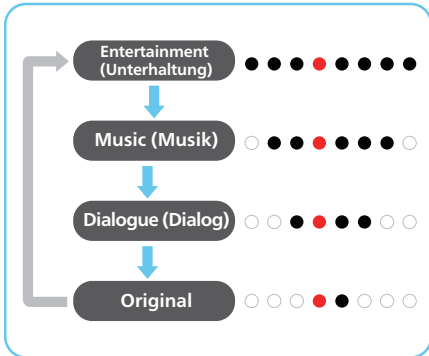 Entertainment
(Unterhaltung)
Music (Musik)
Dialogue (Dialog)
Original